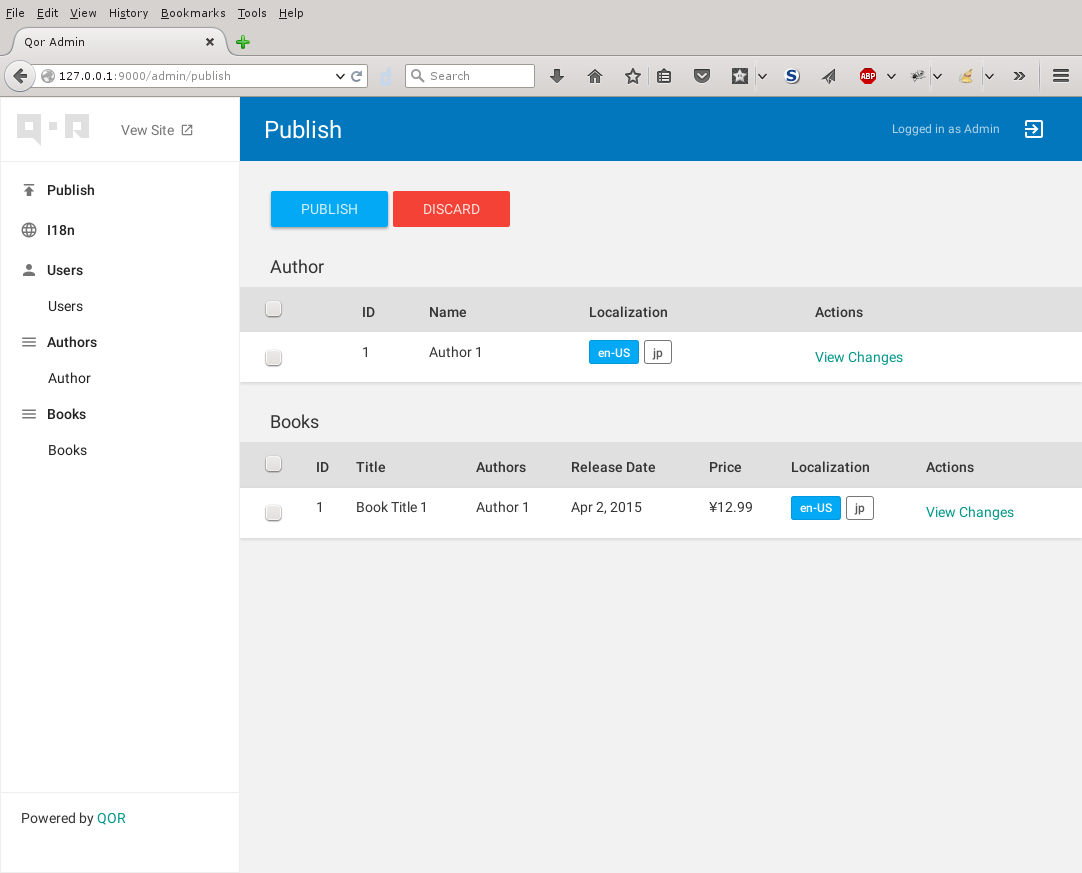 File Edit View History Bookmarks Tools Help
Qor Admin
127.0.0.1:9000/admin/publish
Search
S
ABP
Q·R
Vew Site
Publish
Logged in as Admin
Publish
I18n
Users
Users
Authors
Author
Books
Books
Powered by QOR
PUBLISH DISCARD
Author
ID Name Localization Actions
1 Author 1 en-US jp View Changes
Books
ID Title Authors Release Date Price Localization Actions
1 Book Title 1 Author 1 Apr 2, 2015 ¥12.99 en-US jp View Changes